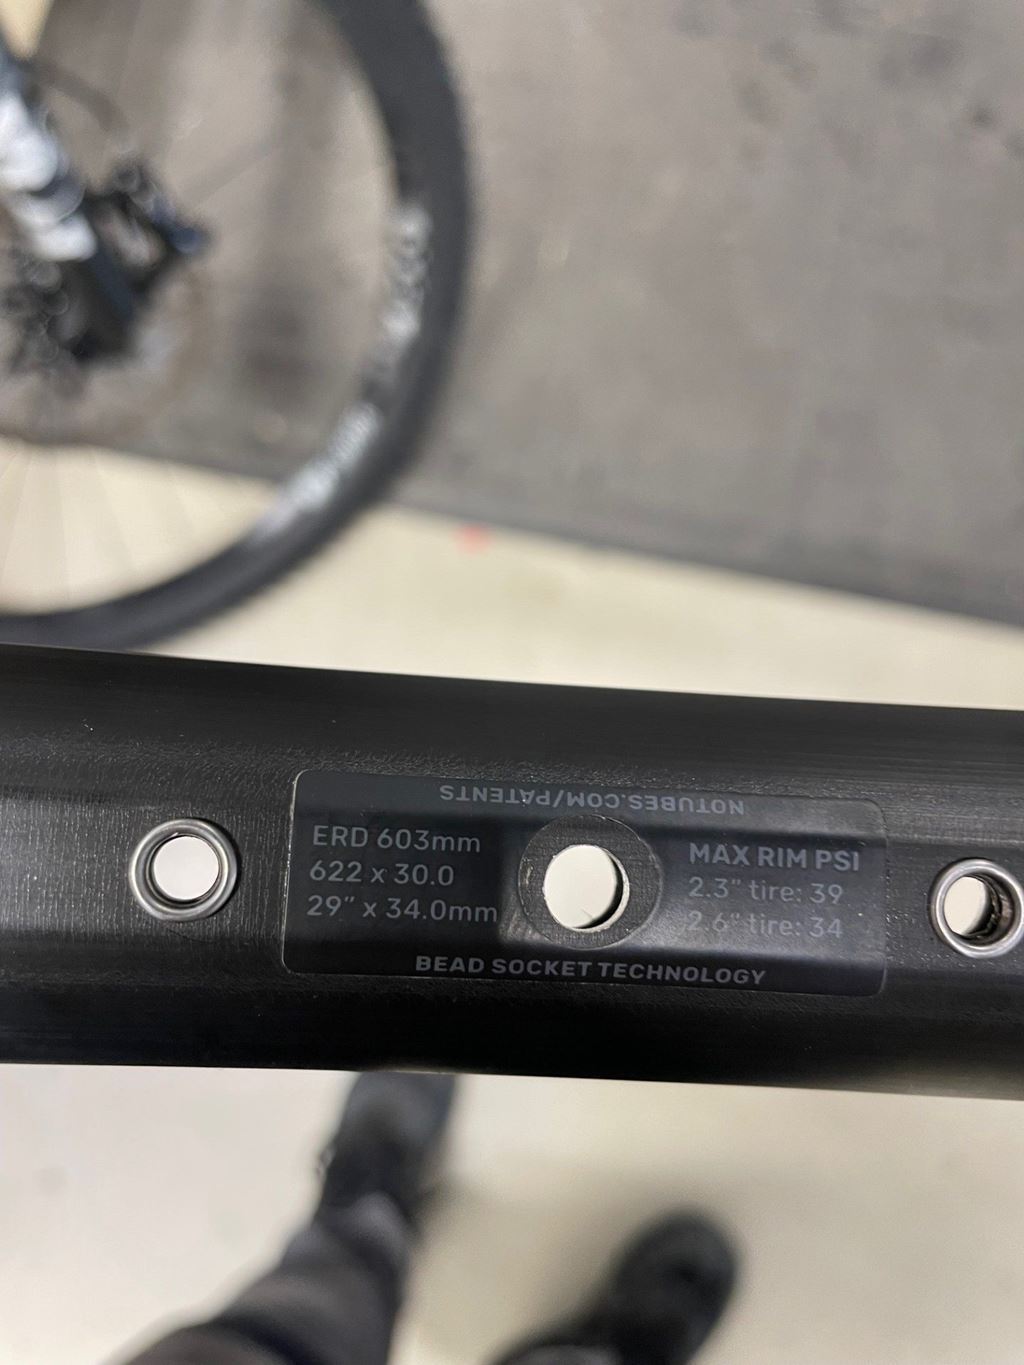 NOTUBES.COM/PATENTS
ERD 603mm
622 x 30.0
29" x 34.0mm
MAX RIM PSI
2.3" tire: 39
2.6" tire: 34
BEAD SOCKET TECHNOLOGY